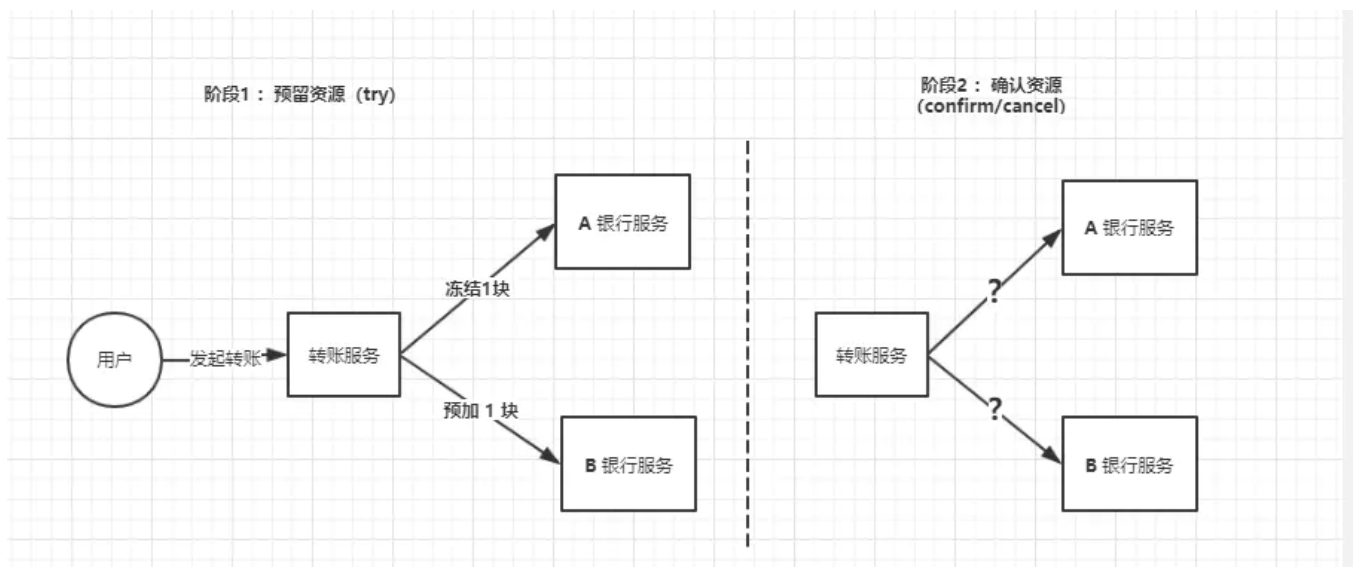 阶段1： 预留资源（try）
阶段2： 确认资源
(confirm/cancel)
A 银行服务
冻结1块
用户
发起转账
转账服务
预加 1 块
B 银行服务
A 银行服务
?
转账服务
?
B 银行服务